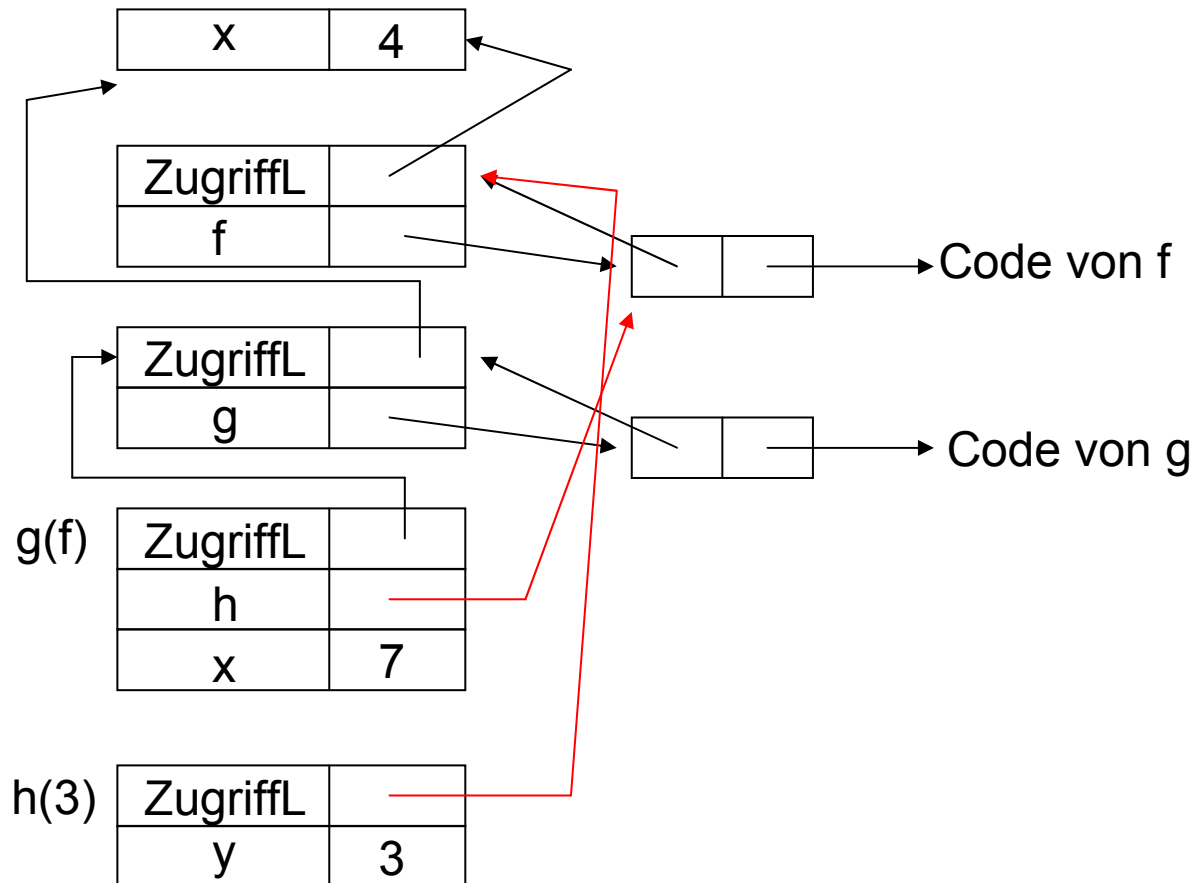 x 4
ZugriffL
f
Code von f
ZugriffL
g
Code von g
g(f) ZugriffL
h
x 7
h(3) ZugriffL
y 3